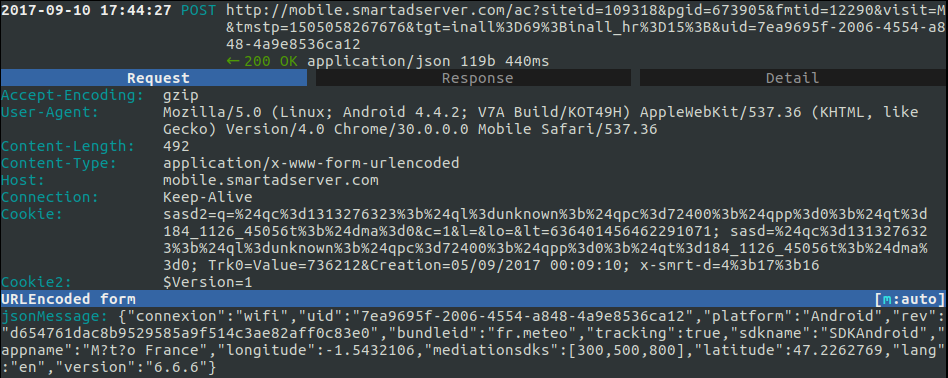 2017-09-10 17:44:27 POST http://mobile.smartadserver.com/ac?siteid=109318&pgid=673905&fmtid=12290&visit=M
&tmstp=1505058267676&tgt=inall%3D69%3Binall_hr%3D15%3B&uid=7ea9695f-2006-4554-a8
48-4a9e8536ca12
← 200 OK application/json 119b 440ms
Request Response Detail
Accept-Encoding: gzip
User-Agent: Mozilla/5.0 (Linux; Android 4.4.2; V7A Build/KOT49H) AppleWebKit/537.36 (KHTML, like
Gecko) Version/4.0 Chrome/30.0.0.0 Mobile Safari/537.36
Content-Length: 492
Content-Type: application/x-www-form-urlencoded
Host: mobile.smartadserver.com
Connection: Keep-Alive
Cookie: sasd2=q=%24qc%3d1313276323%3b%24ql%3dunknown%3b%24qpc%3d72400%3b%24qpp%3d0%3b%24qt%3d
184_1126_45056t%3b%24dma%3d0&c=1&l=&lo=&lt=636401456462291071; sasd=%24qc%3d131327632
3%3b%24ql%3dunknown%3b%24qpc%3d72400%3b%24qpp%3d0%3b%24qt%3d184_1126_45056t%3b%24dma%
3d0; Trk0=Value=736212&Creation=05/09/2017 00:09:10; x-smrt-d=4%3b17%3b16
Cookie2: $Version=1
URLEncoded form [m:auto]
jsonMessage: {"connexion":"wifi","uid":"7ea9695f-2006-4554-a848-4a9e8536ca12","platform":"Android","rev":
"d654761dac8b9529585a9f514c3ae82aff0c83e0","bundleid":"fr.meteo","tracking":true,"sdkname":"SDKAndroid","
appname":"M?t?o France","longitude":-1.5432106,"mediationsdks":[300,500,800],"latitude":47.2262769,"lang"
:"en","version":"6.6.6"}